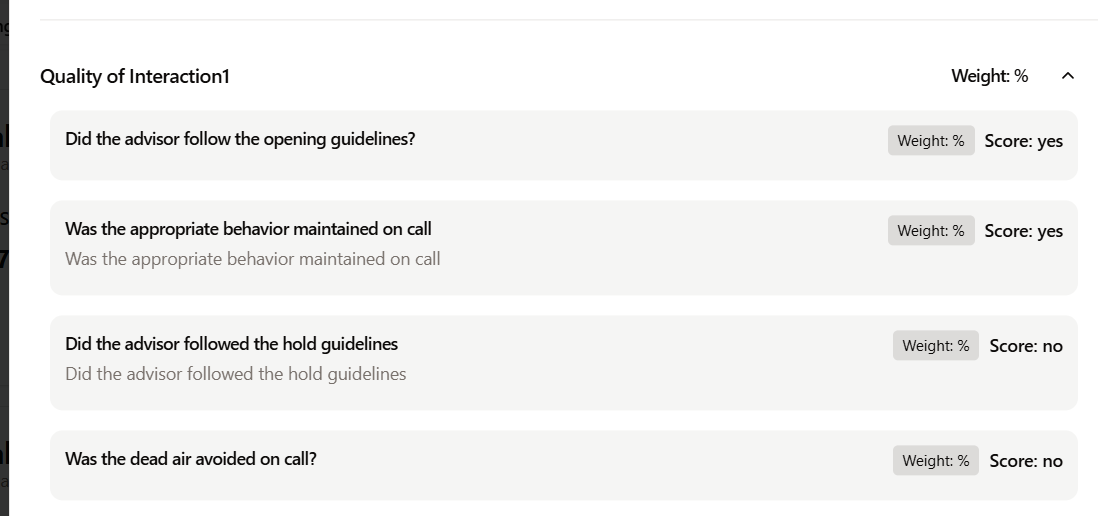 Quality of Interaction1 Weight: %
Did the advisor follow the opening guidelines? Weight: % Score: yes
Was the appropriate behavior maintained on call Weight: % Score: yes
Was the appropriate behavior maintained on call
Did the advisor followed the hold guidelines Weight: % Score: no
Did the advisor followed the hold guidelines
Was the dead air avoided on call? Weight: % Score: no